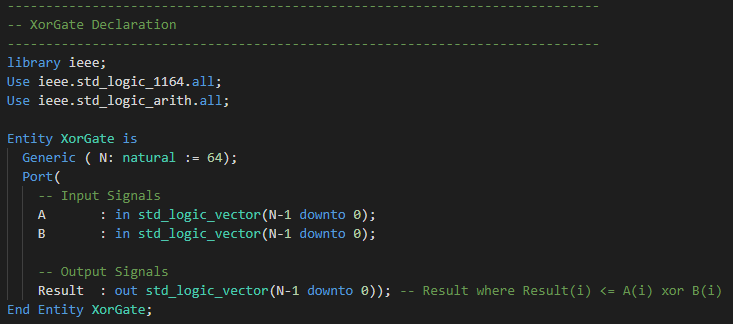 ---------------------------------------------------------------------------
-- XorGate Declaration
---------------------------------------------------------------------------
library ieee;
Use ieee.std_logic_1164.all;
Use ieee.std_logic_arith.all;

Entity XorGate is
  Generic ( N: natural := 64);
  Port(
    -- Input Signals
    A       : in std_logic_vector(N-1 downto 0);
    B       : in std_logic_vector(N-1 downto 0);

    -- Output Signals
    Result  : out std_logic_vector(N-1 downto 0)); -- Result where Result(i) <= A(i) xor B(i)
End Entity XorGate;